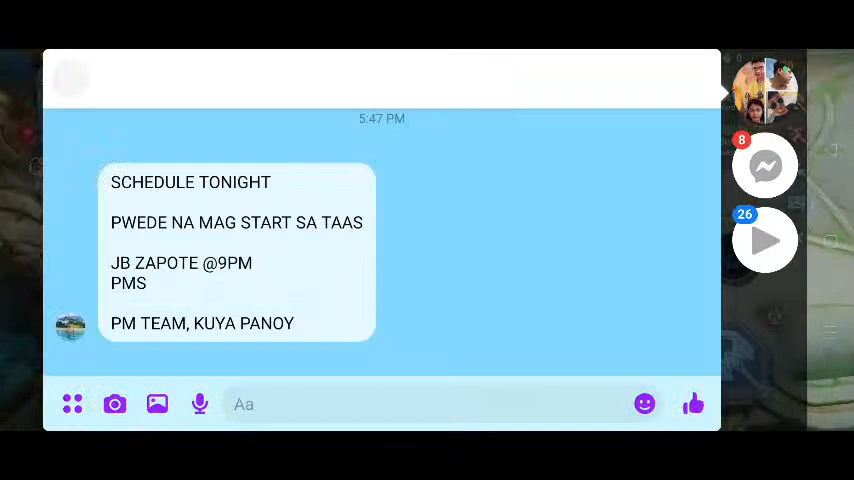 5:47 PM
SCHEDULE TONIGHT
PWEDE NA MAG START SA TAAS
JB ZAPOTE @9PM
PMS
PM TEAM, KUYA PANOY
Aa
8
26